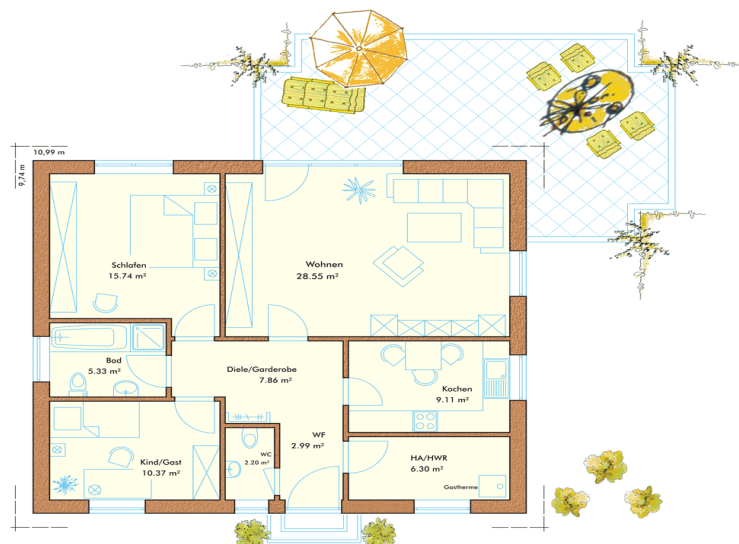 10,99 m
9,74 m
Schlafen
15.74 m²
Wohnen
28.55 m²
Bad
5.33 m²
Diele/Garderobe
7.86 m²
Kochen
9.11 m²
Kind/Gast
10.37 m²
WC
2.20 m²
WF
2.99 m²
HA/HWR
6.30 m²
Gastherme